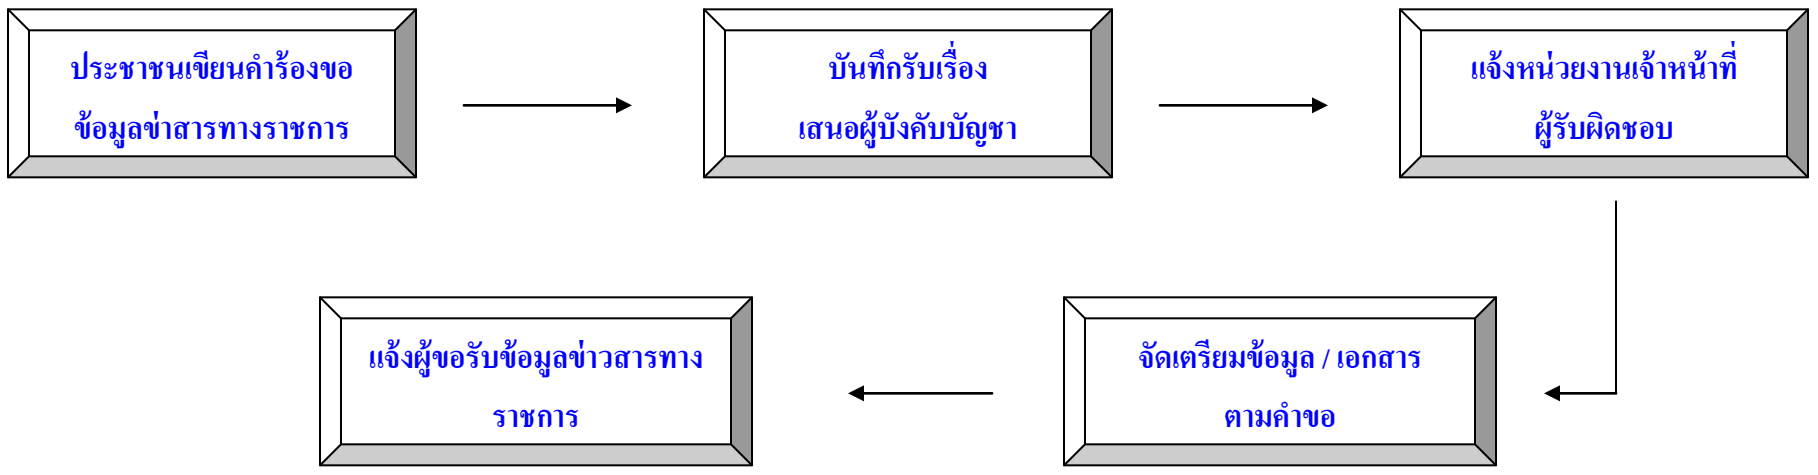 ประชาชนเขียนคำร้องขอ
ข้อมูลข่าสารทางราชการ
บันทึกรับเรื่อง
เสนอผู้บังคับบัญชา
แจ้งหน่วยงานเจ้าหน้าที่
ผู้รับผิดชอบ
จัดเตรียมข้อมูล / เอกสาร
ตามคำขอ
แจ้งผู้ขอรับข้อมูลข่าวสารทาง
ราชการ